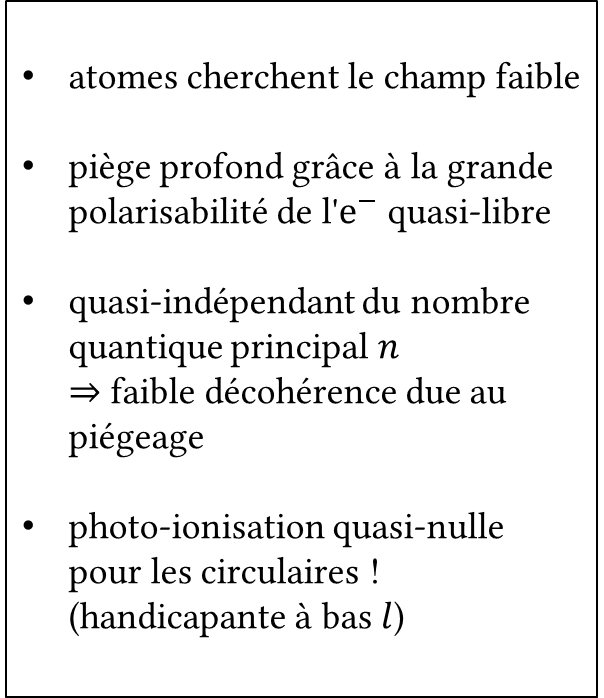 • atomes cherchent le champ faible
• piège profond grâce à la grande
polarisabilité de l'e⁻ quasi-libre
• quasi-indépendant du nombre
quantique principal n
⇒ faible décohérence due au
piégeage
• photo-ionisation quasi-nulle
pour les circulaires !
(handicapante à bas l)